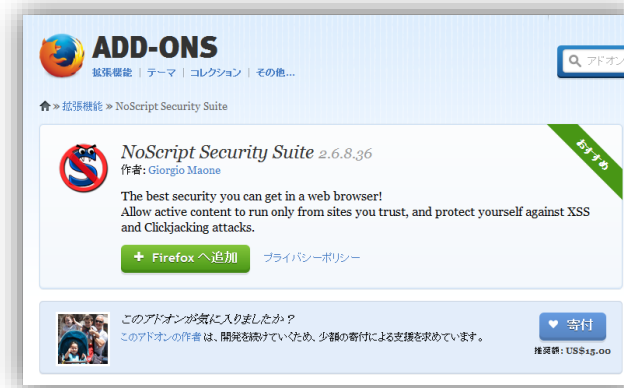 ADD-ONS
拡張機能 | テーマ | コレクション | その他...
アドオン
» 拡張機能 » NoScript Security Suite
NoScript Security Suite 2.6.8.36
作者: Giorgio Maone
おすすめ
The best security you can get in a web browser!
Allow active content to run only from sites you trust, and protect yourself against XSS
and Clickjacking attacks.
+ Firefox へ追加
プライバシーポリシー
このアドオンが気に入りましたか？
このアドオンの作者 は、開発を続けていくため、少額の寄付による支援を求めています。
寄付
推奨額: US$15.00